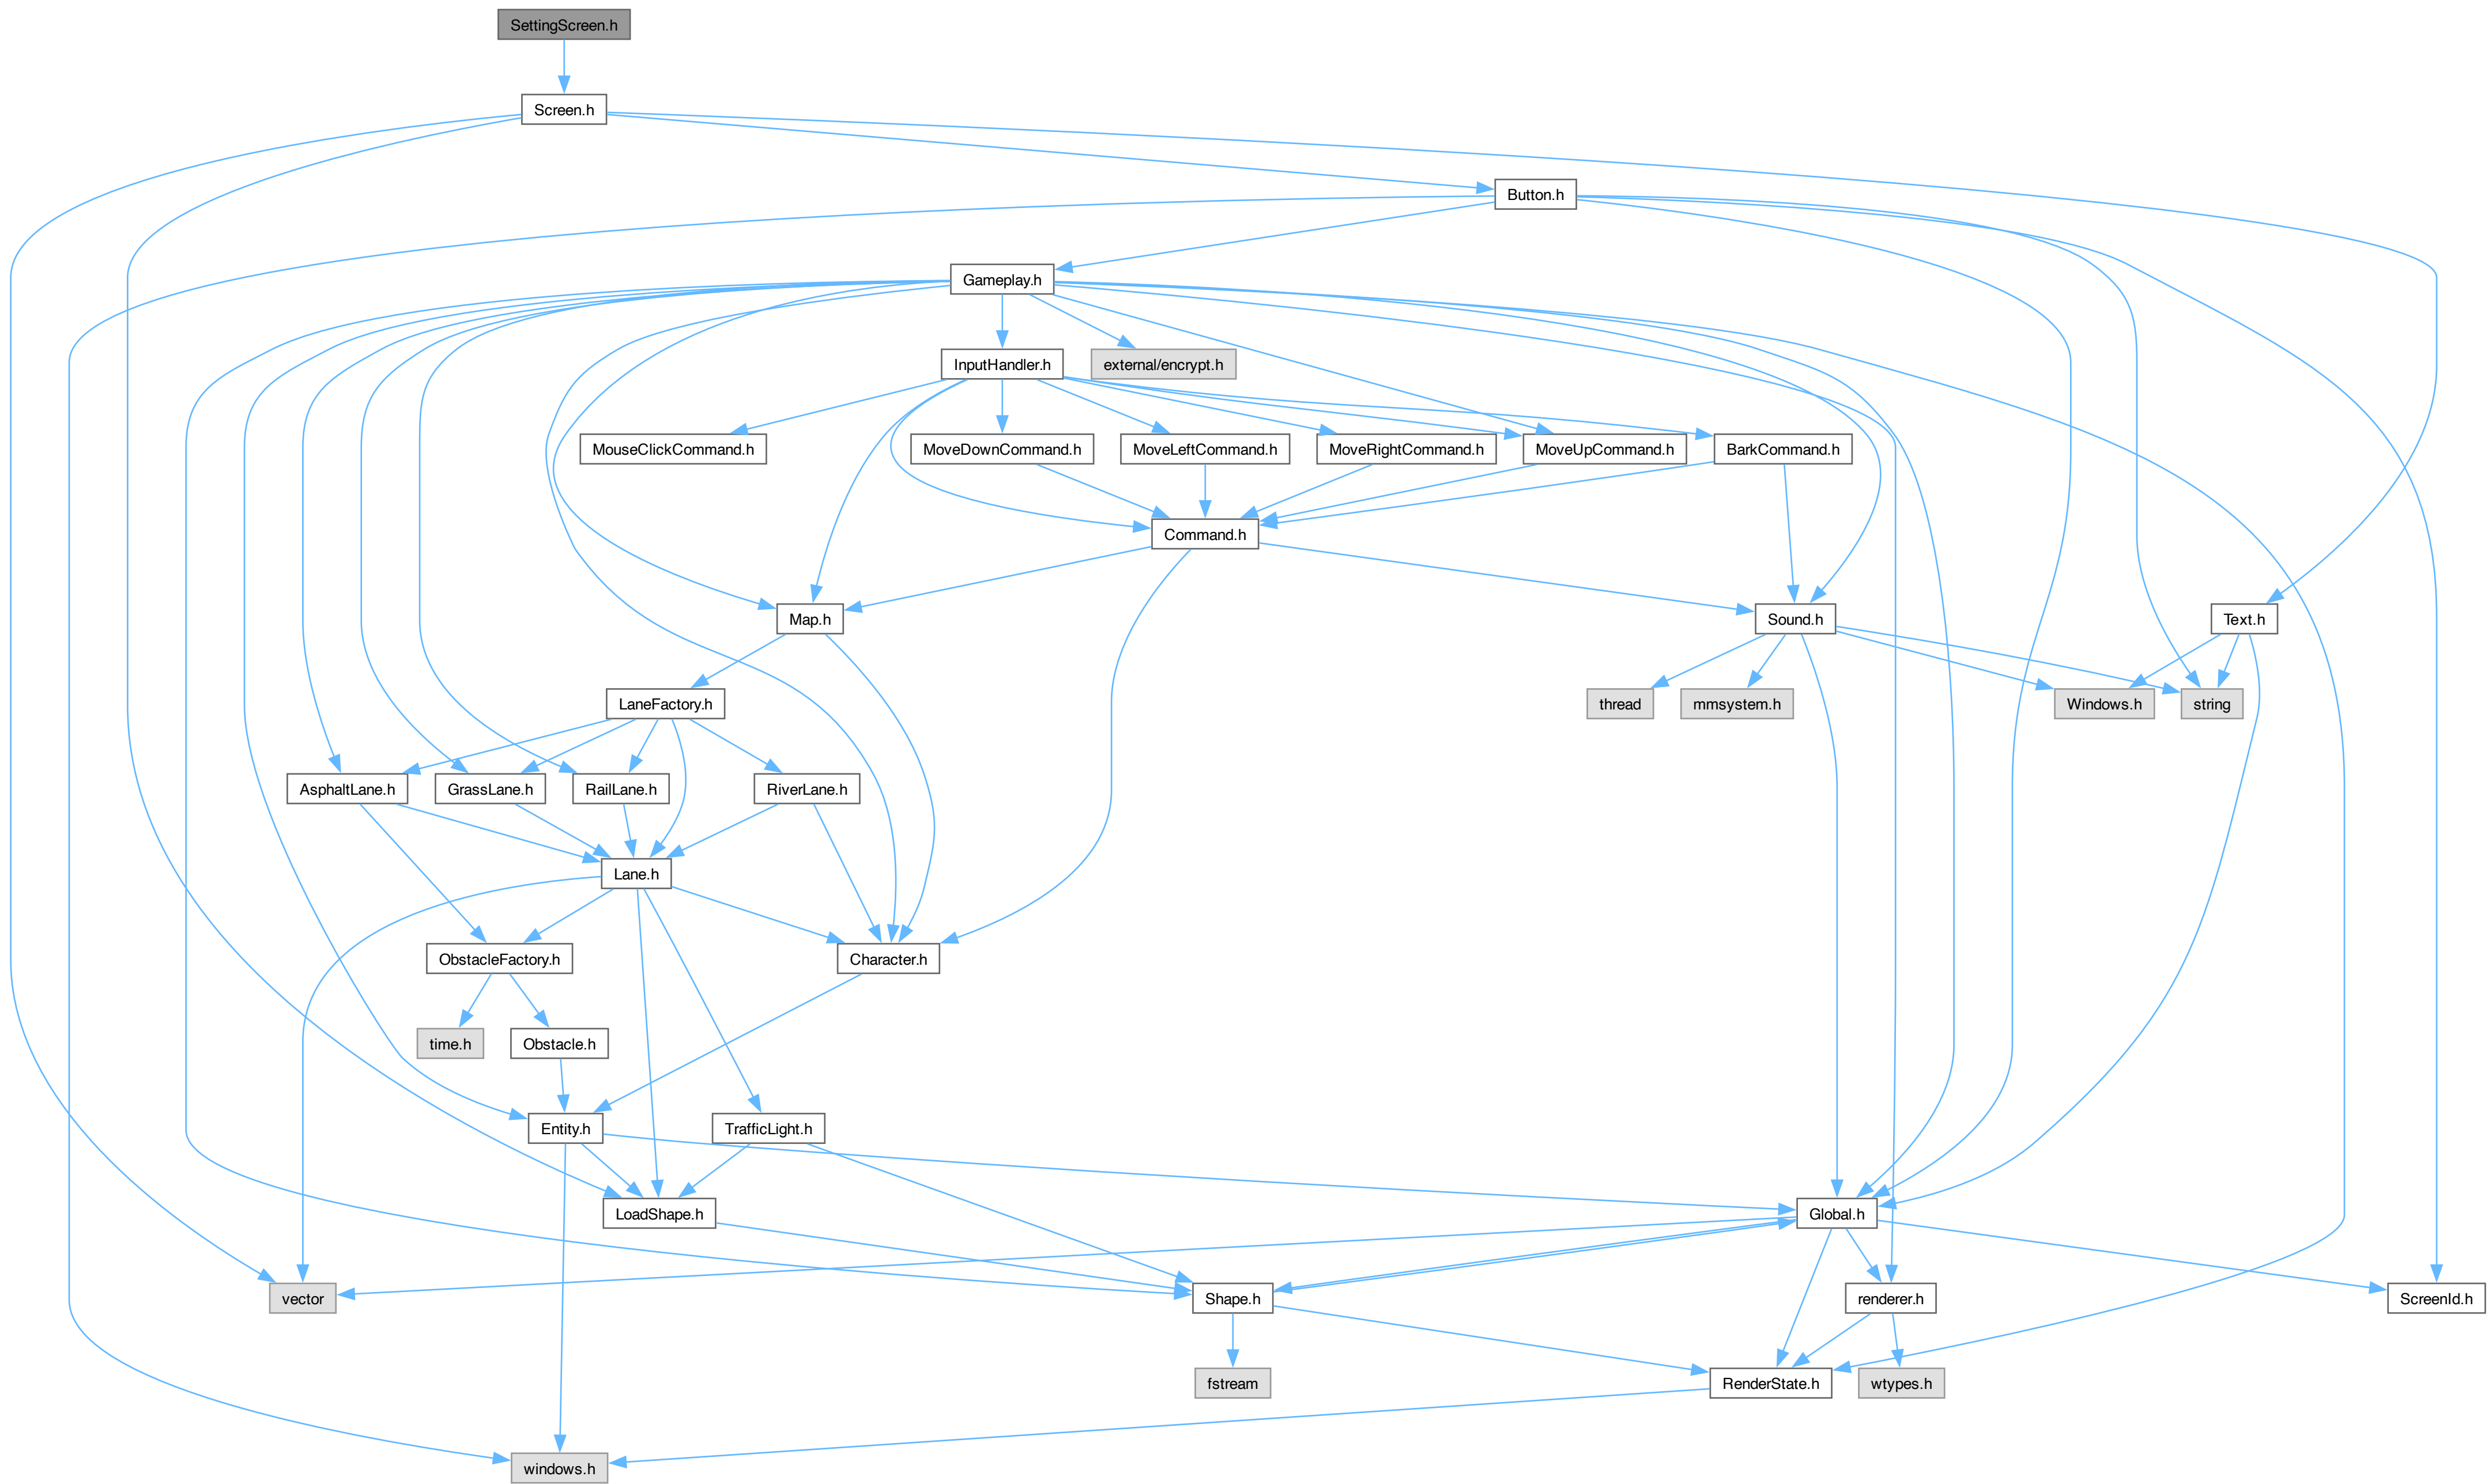 SettingScreen.h
Screen.h
Button.h
Gameplay.h
InputHandler.h
external/encrypt.h
MouseClickCommand.h
MoveDownCommand.h
MoveLeftCommand.h
MoveRightCommand.h
MoveUpCommand.h
BarkCommand.h
Command.h
Map.h
Sound.h
Text.h
LaneFactory.h
thread
mmsystem.h
Windows.h
string
AsphaltLane.h
GrassLane.h
RailLane.h
RiverLane.h
Lane.h
ObstacleFactory.h
Character.h
time.h
Obstacle.h
Entity.h
TrafficLight.h
LoadShape.h
Global.h
vector
Shape.h
renderer.h
ScreenId.h
fstream
RenderState.h
wtypes.h
windows.h